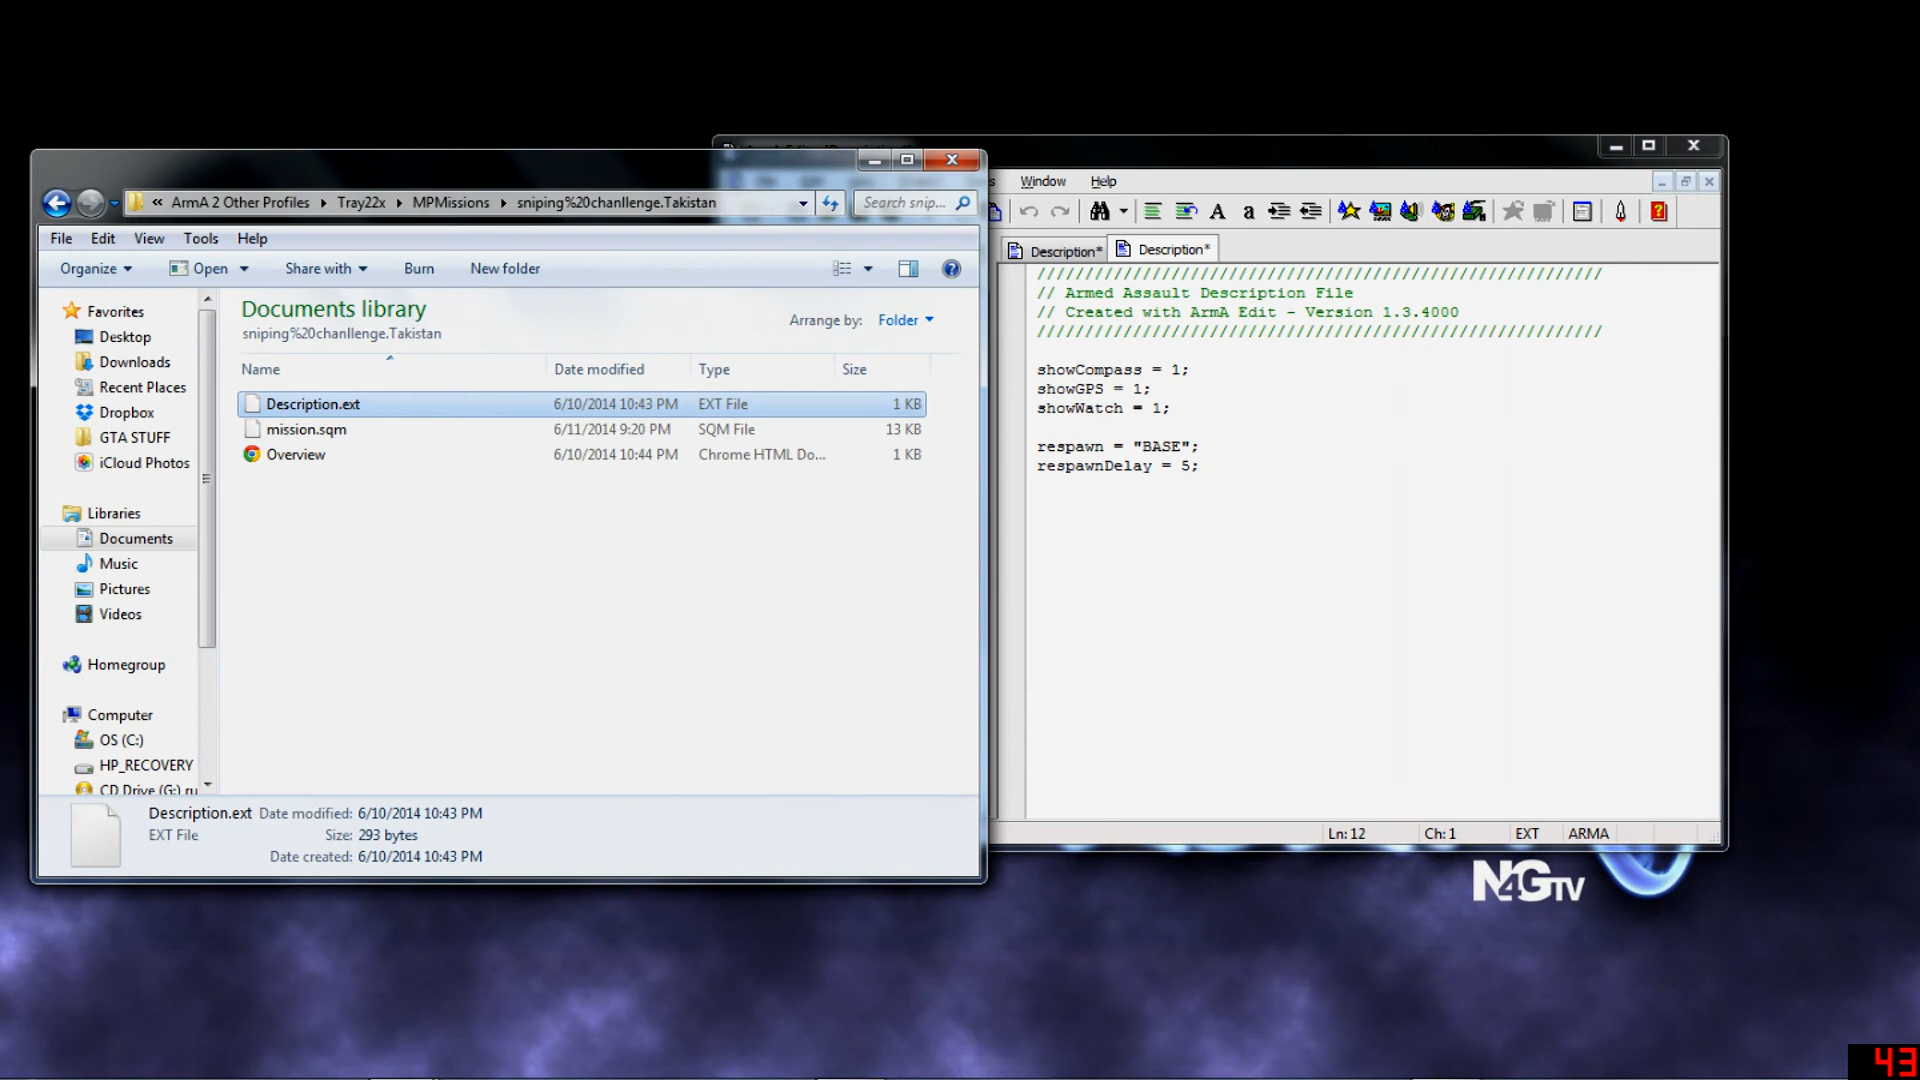 « ArmA 2 Other Profiles Tray22x MPMissions sniping%20chanllenge.Takistan
Search snip...
File Edit View Tools Help
Organize Open Share with Burn New folder
Favorites
Desktop
Downloads
Recent Places
Dropbox
GTA STUFF
iCloud Photos
Libraries
Documents
Music
Pictures
Videos
Homegroup
Computer
OS (C:)
HP_RECOVERY
CD Drive (G:) ru
Documents library
sniping%20chanllenge.Takistan
Arrange by: Folder
Name Date modified Type Size
Description.ext 6/10/2014 10:43 PM EXT File 1 KB
mission.sqm 6/11/2014 9:20 PM SQM File 13 KB
Overview 6/10/2014 10:44 PM Chrome HTML Do... 1 KB
Description.ext Date modified: 6/10/2014 10:43 PM
EXT File Size: 293 bytes
Date created: 6/10/2014 10:43 PM
Window Help
A a
Description* Description*
////////////////////////////////////////////////////////////
// Armed Assault Description File
// Created with ArmA Edit - Version 1.3.4000
////////////////////////////////////////////////////////////
showCompass = 1;
showGPS = 1;
showWatch = 1;
respawn = "BASE";
respawnDelay = 5;
Ln: 12 Ch: 1 EXT ARMA
N4GTV
43